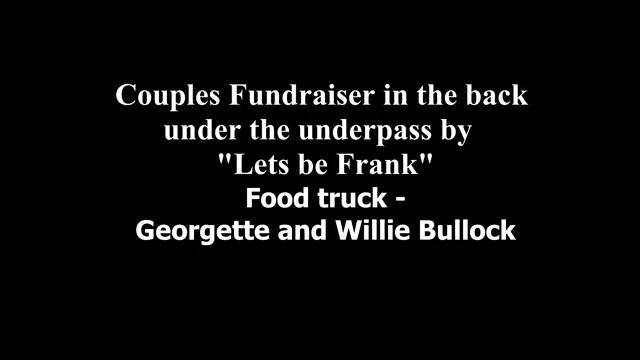 Couples Fundraiser in the back
under the underpass by
"Lets be Frank"
Food truck -
Georgette and Willie Bullock